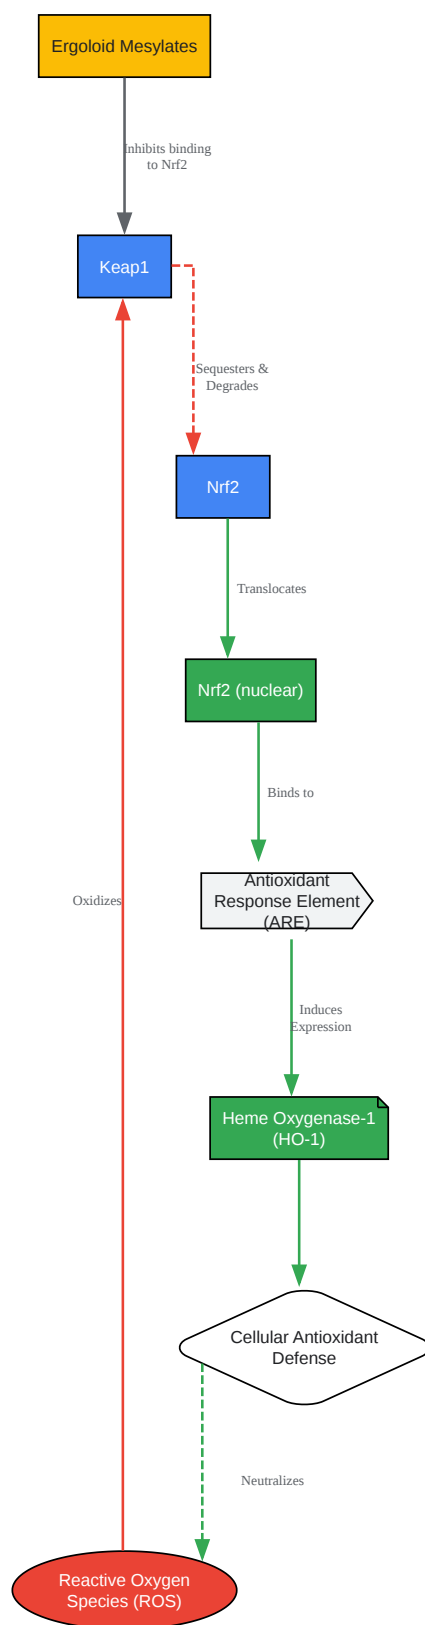 Ergoloid Mesylates
Inhibits binding
to Nrf2
Keap1
Sequesters &
Degrades
Nrf2
Translocates
Nrf2 (nuclear)
Binds to
Antioxidant
Response Element
(ARE)
Oxidizes
Induces
Expression
Heme Oxygenase-1
(HO-1)
Cellular Antioxidant
Defense
Neutralizes
Reactive Oxygen
Species (ROS)